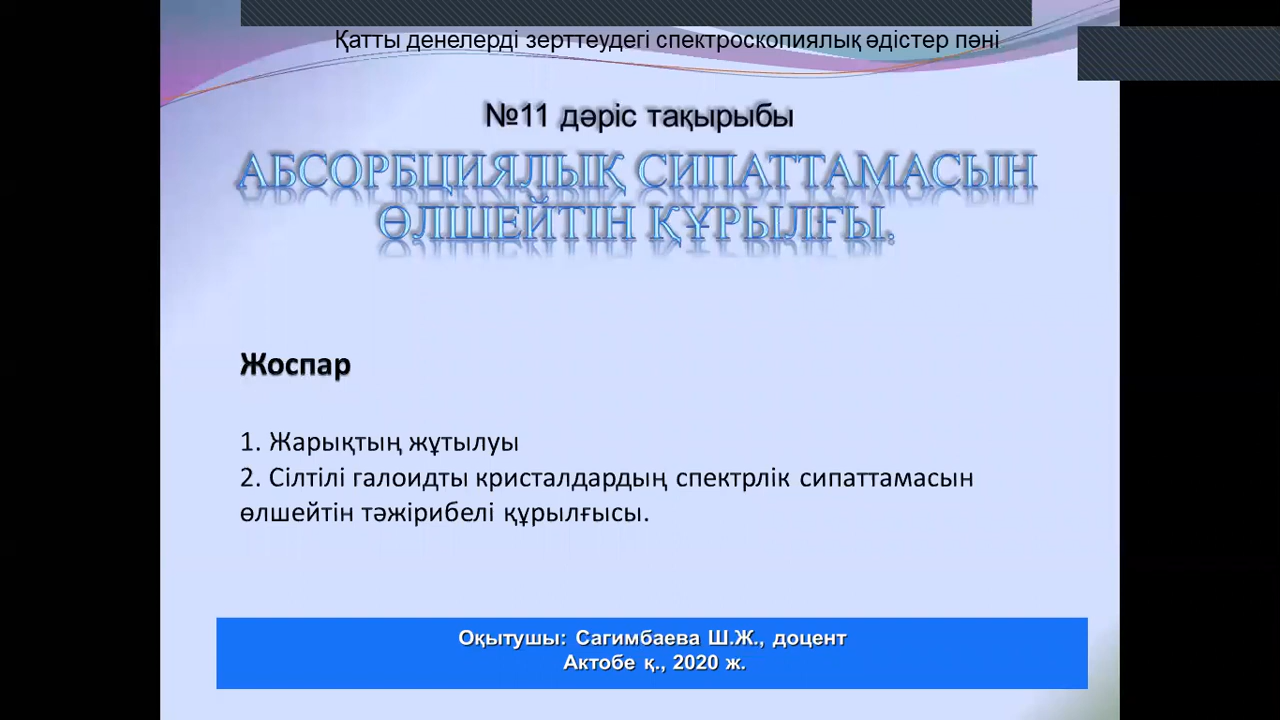 Қатты денелерді зерттеудегі спектроскопиялық әдістер пәні
№11 дәріс тақырыбы
АБСОРБЦИЯЛЫҚ СИПАТТАМАСЫН
ӨЛШЕЙТІН ҚҰРЫЛҒЫ.
Жоспар
1. Жарықтың жұтылуы
2. Сілтілі галоидты кристалдардың спектрлік сипаттамасын
өлшейтін тәжірибелі құрылғысы.
Оқытушы: Сагимбаева Ш.Ж., доцент
Актобе қ., 2020 ж.